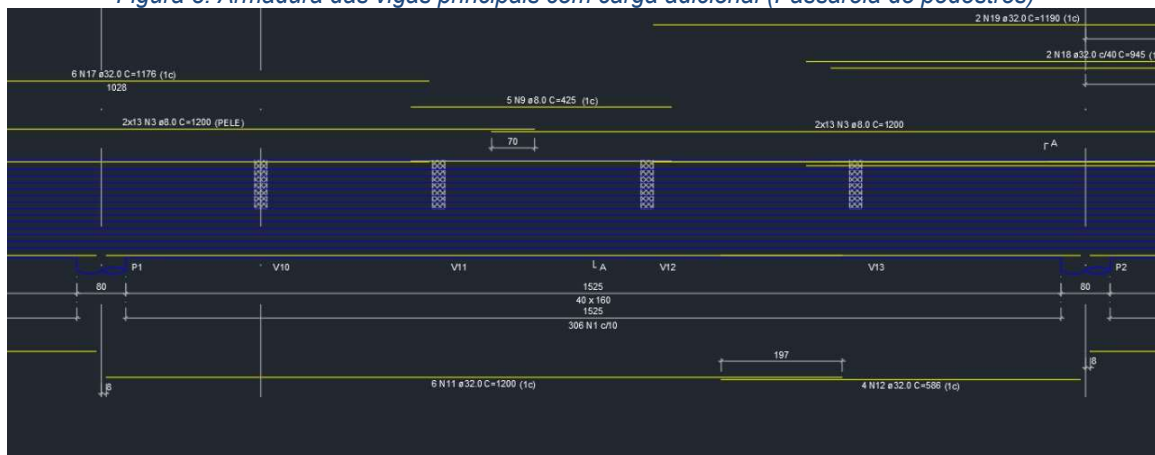 Figura 6. Armadura das vigas principais com carga adicional (Passarela de pedestres)
2 N19 ø32.0 C=1190 (1c)
2 N18 ø32.0 c/40 C=945 (1
6 N17 ø32.0 C=1176 (1c)
1028
5 N9 ø8.0 C=425 (1c)
2x13 N3 ø8.0 C=1200 (PELE)
2x13 N3 ø8.0 C=1200
70
A
P1
V10
V11
A
V12
V13
P2
80
1525
80
40 x 160
1525
306 N1 c/10
197
8
8
6 N11 ø32.0 C=1200 (1c)
4 N12 ø32.0 C=586 (1c)